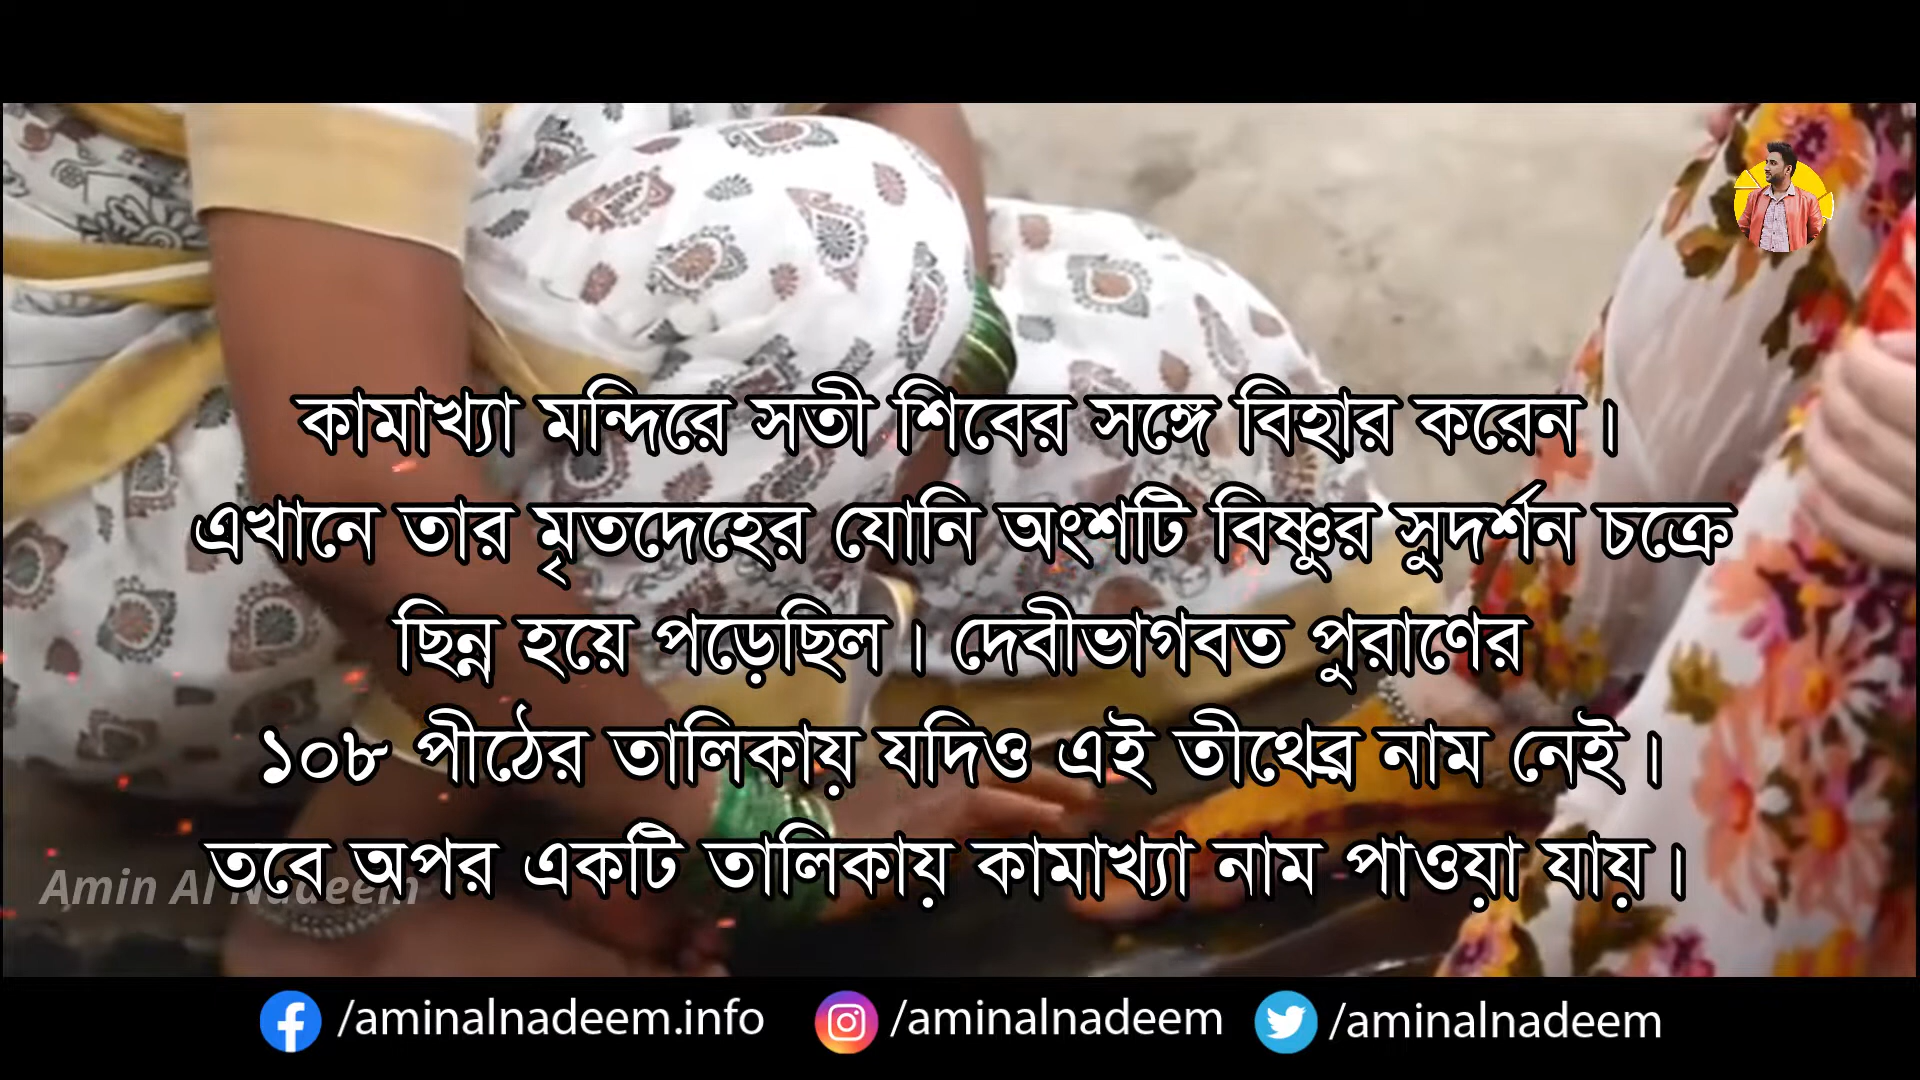 কামাখ্যা মন্দিরে সতী শিবের সঙ্গে বিহার করেন।
এখানে তার মৃতদেহের যোনি অংশটি বিষ্ণুর সুদর্শন চক্রে
ছিন্ন হয়ে পড়েছিল। দেবীভাগবত পুরাণের
১০৮ পীঠের তালিকায় যদিও এই তীর্থের নাম নেই।
তবে অপর একটি তালিকায় কামাখ্যা নাম পাওয়া যায়।
Amin Al Nadeem
/aminalnadeem.info /aminalnadeem /aminalnadeem